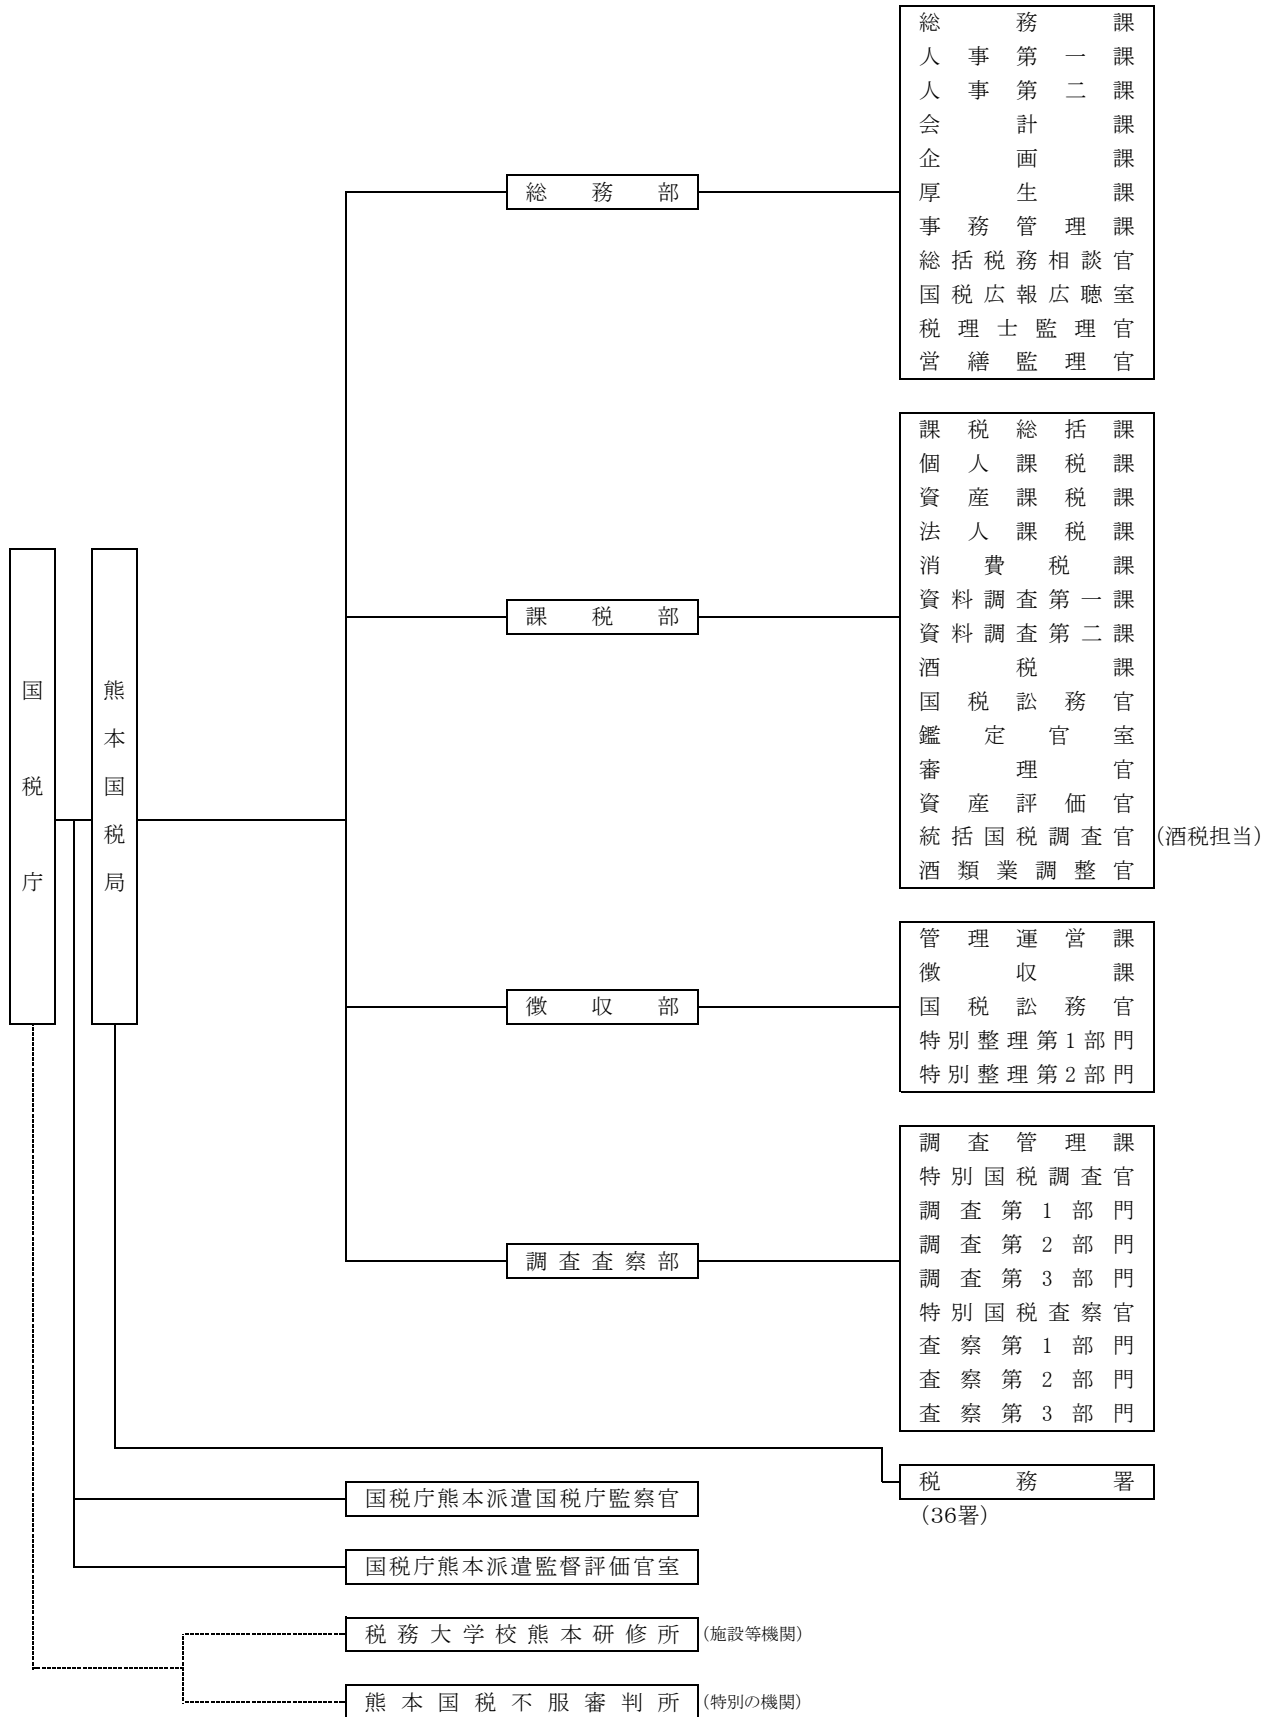 国税庁
熊本国税局
総務部
総務課
人事第一課
人事第二課
会計課
企画課
厚生課
事務管理課
総括税務相談官
国税広報広聴室
税理士監理官
営繕監理官
課税部
課税総括課
個人課税課
資産課税課
法人課税課
消費税課
資料調査第一課
資料調査第二課
酒税課
国税訟務官
鑑定官室
審理官
資産評価官
統括国税調査官 (酒税担当)
酒類業調整官
徴収部
管理運営課
徴収課
国税訟務官
特別整理第1部門
特別整理第2部門
調査査察部
調査管理課
特別国税調査官
調査第1部門
調査第2部門
調査第3部門
特別国税査察官
査察第1部門
査察第2部門
査察第3部門
税務署
(36署)
国税庁熊本派遣国税庁監察官
国税庁熊本派遣監督評価官室
税務大学校熊本研修所 (施設等機関)
熊本国税不服審判所 (特別の機関)